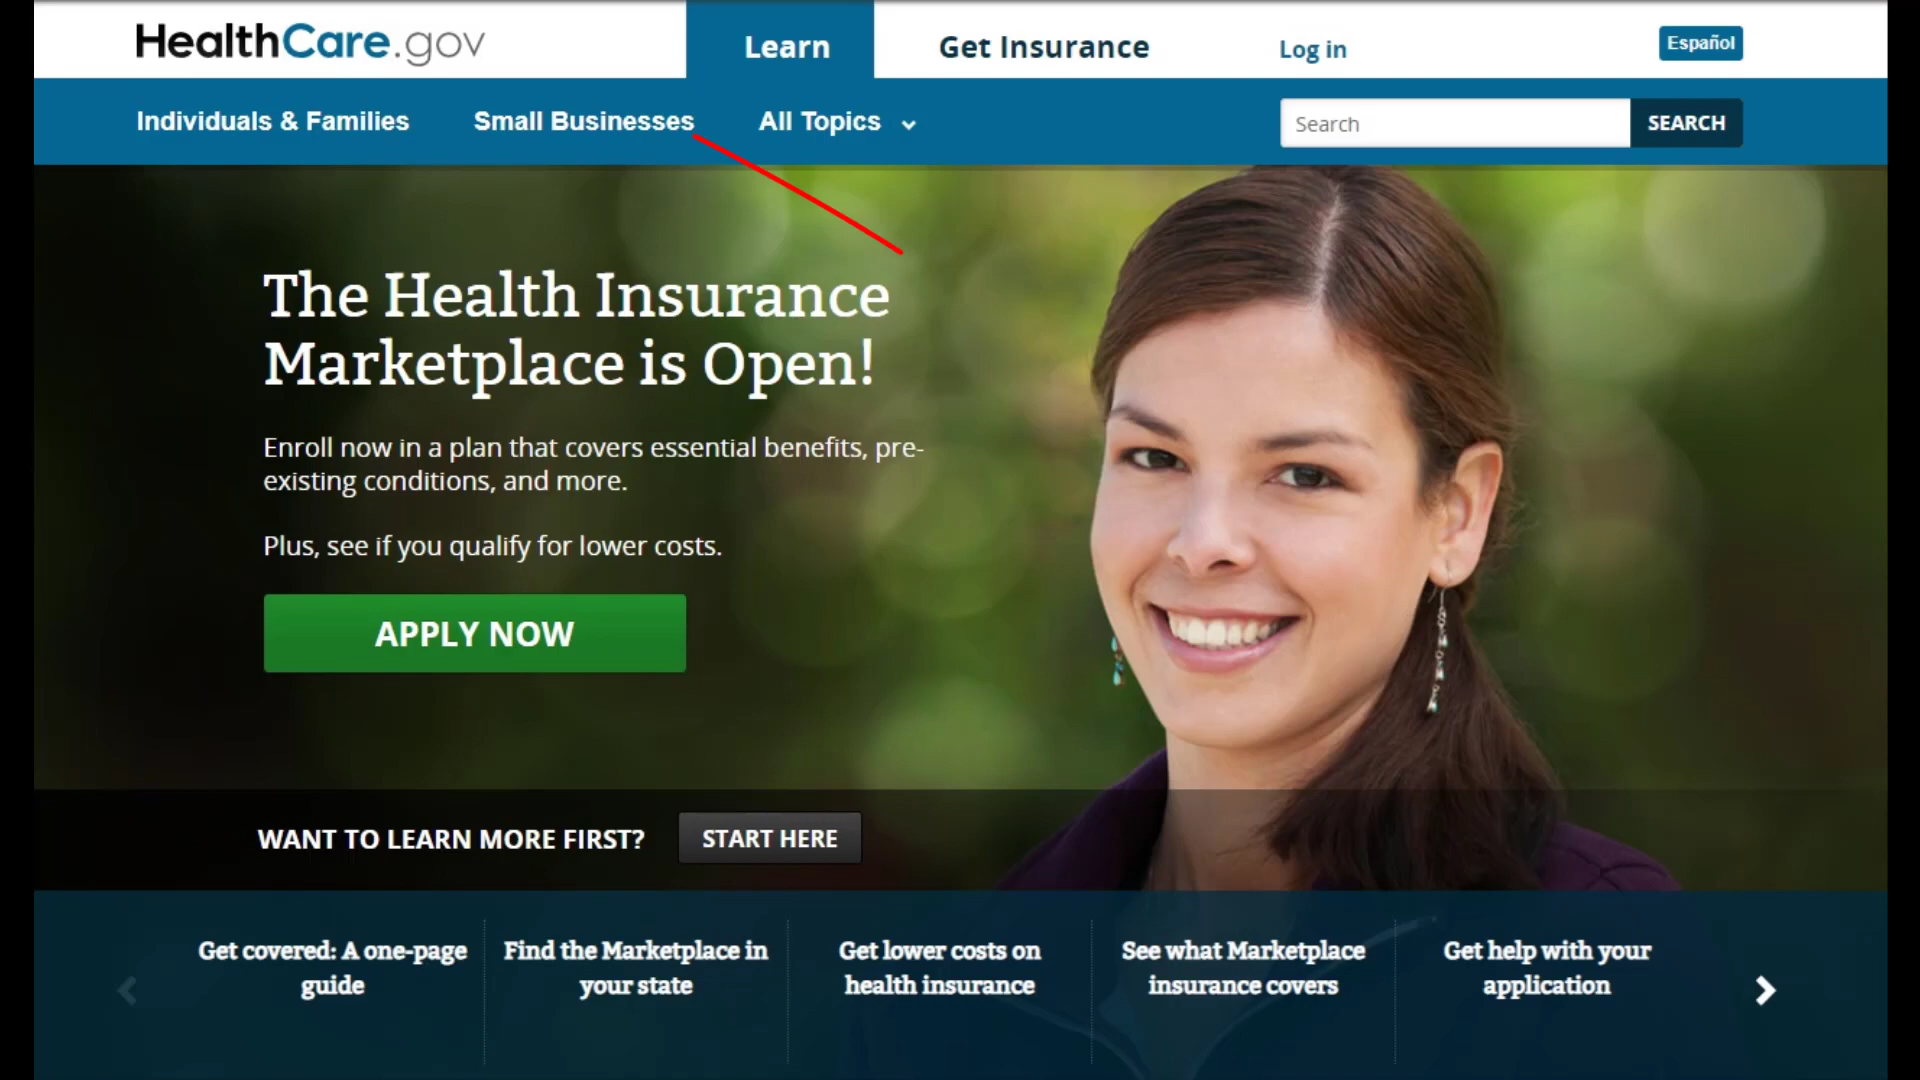 HealthCare.gov
Learn
Get Insurance
Log in
Español
Individuals & Families
Small Businesses
All Topics
Search
SEARCH
The Health Insurance
Marketplace is Open!
Enroll now in a plan that covers essential benefits, pre-
existing conditions, and more.
Plus, see if you qualify for lower costs.
APPLY NOW
WANT TO LEARN MORE FIRST?
START HERE
Get covered: A one-page
guide
Find the Marketplace in
your state
Get lower costs on
health insurance
See what Marketplace
insurance covers
Get help with your
application